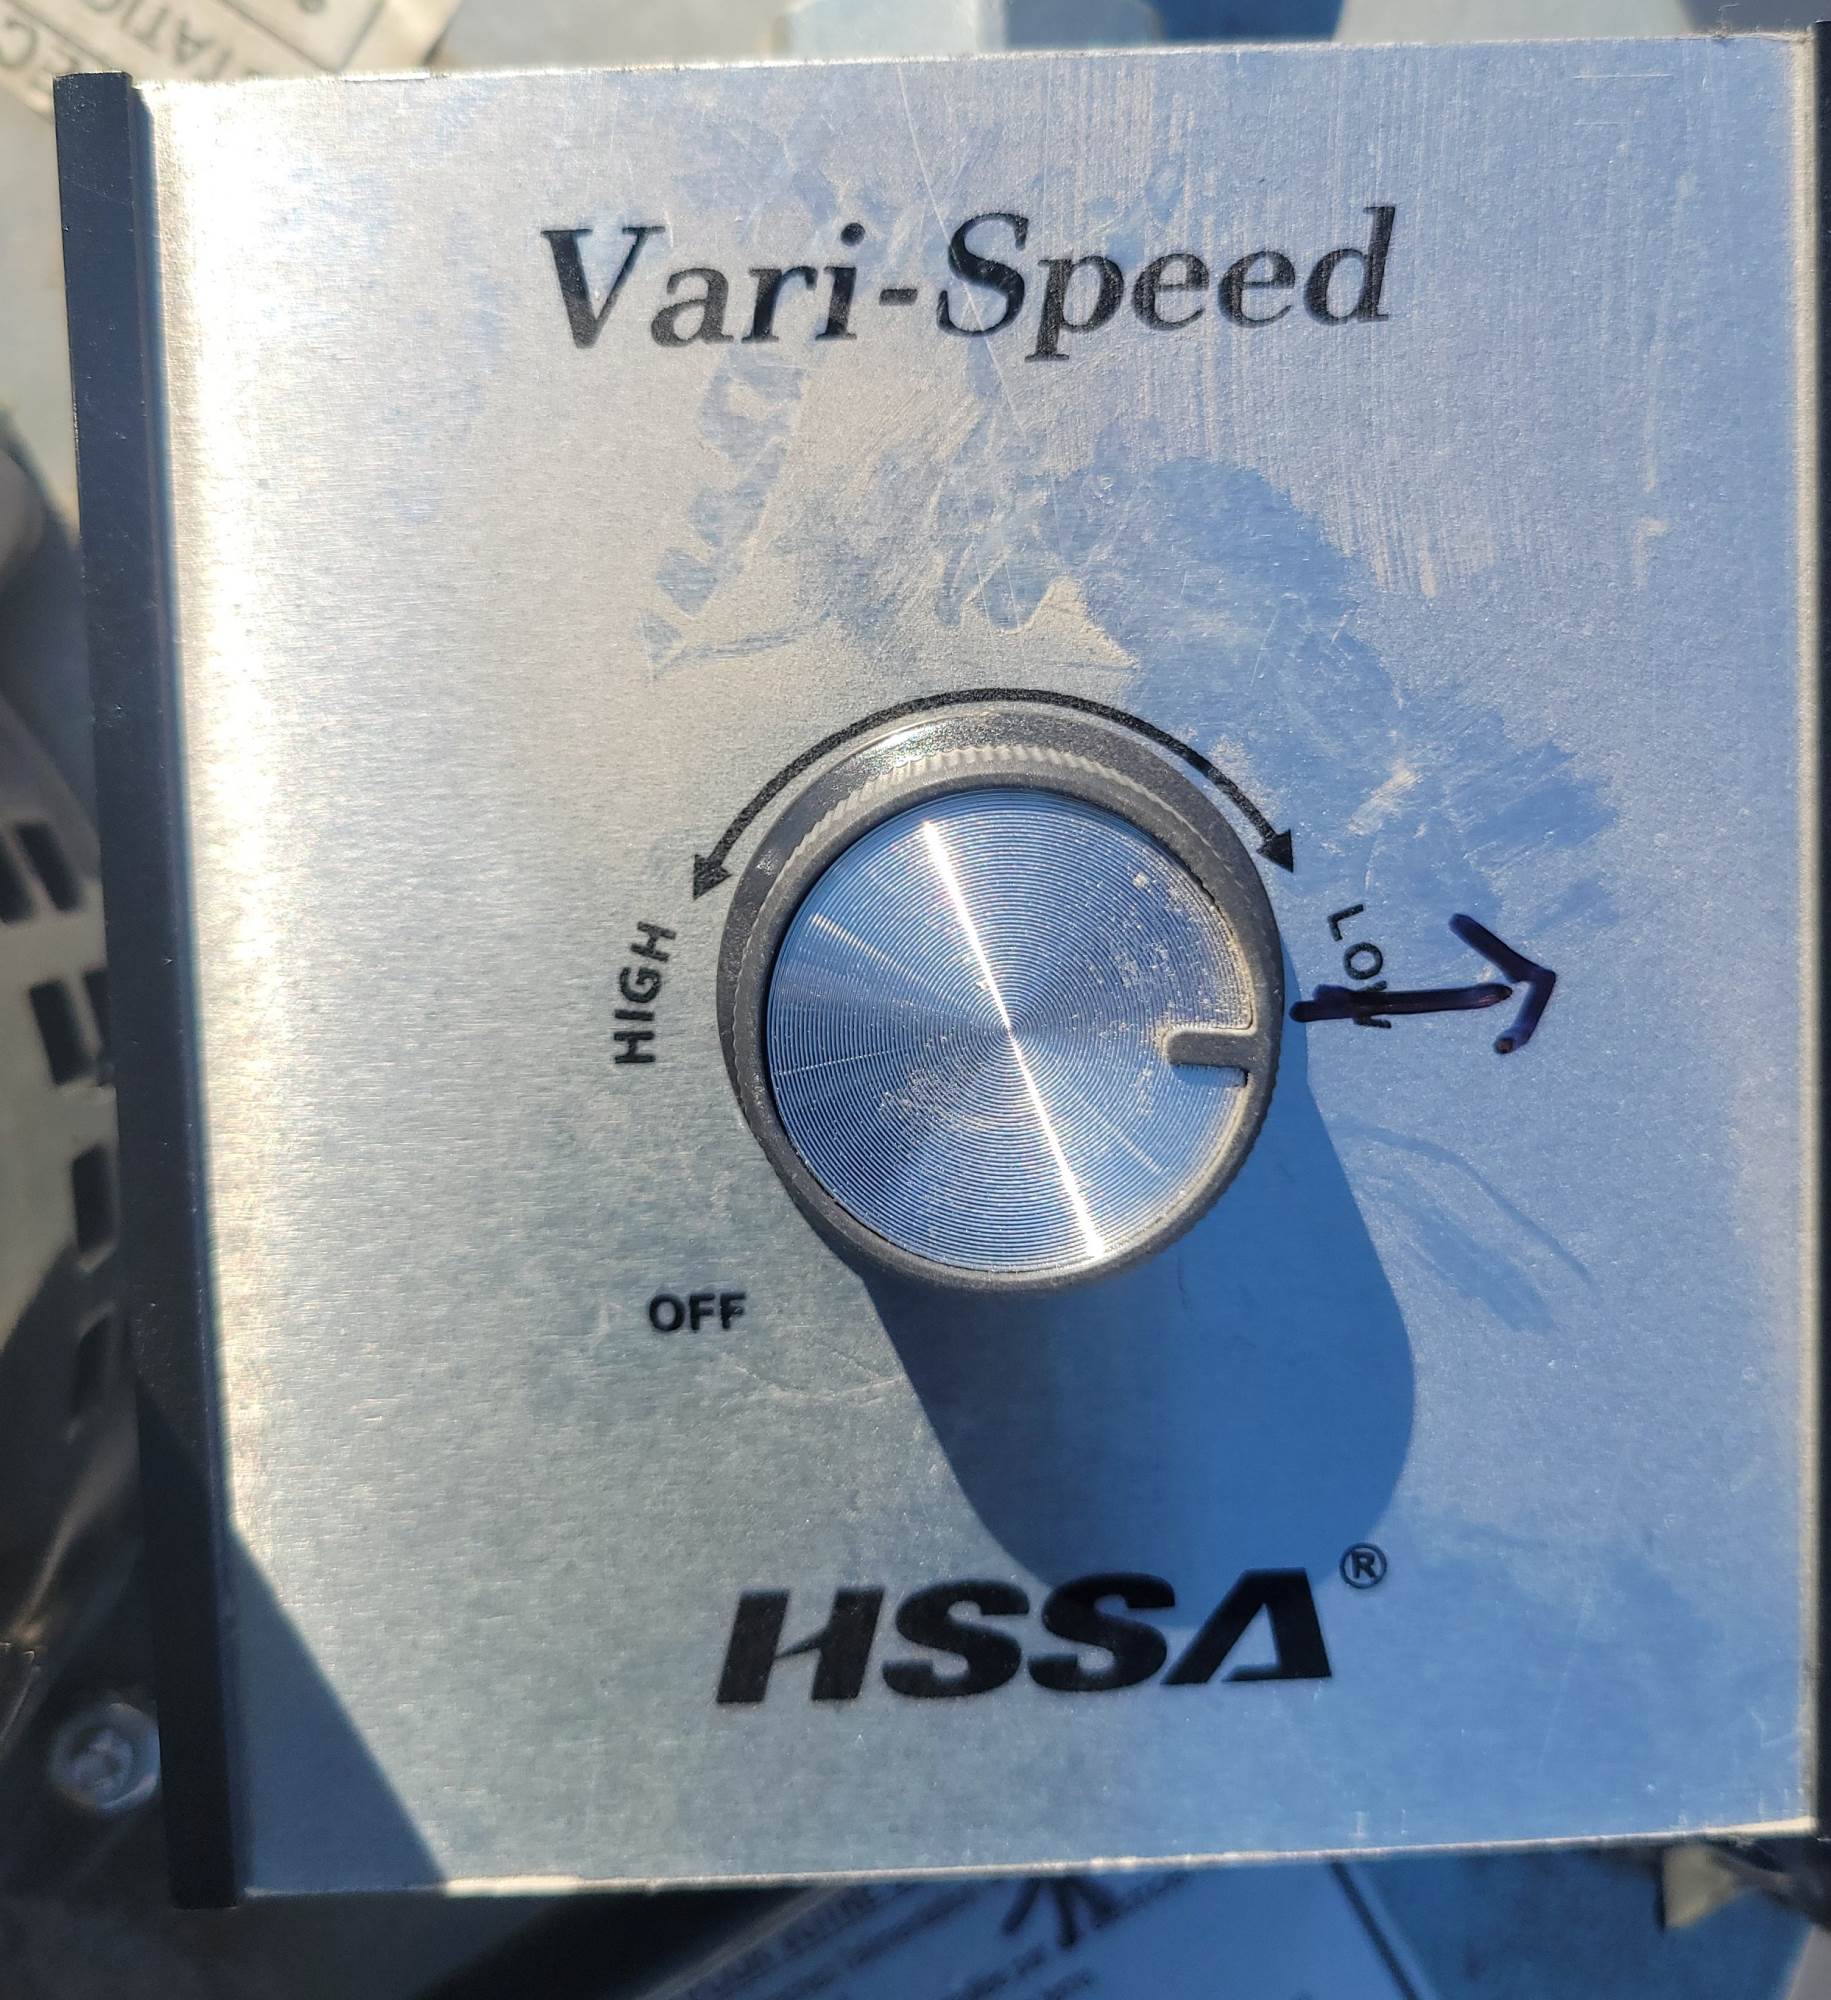 Vari-Speed
HIGH
LOW
OFF
HSSA®